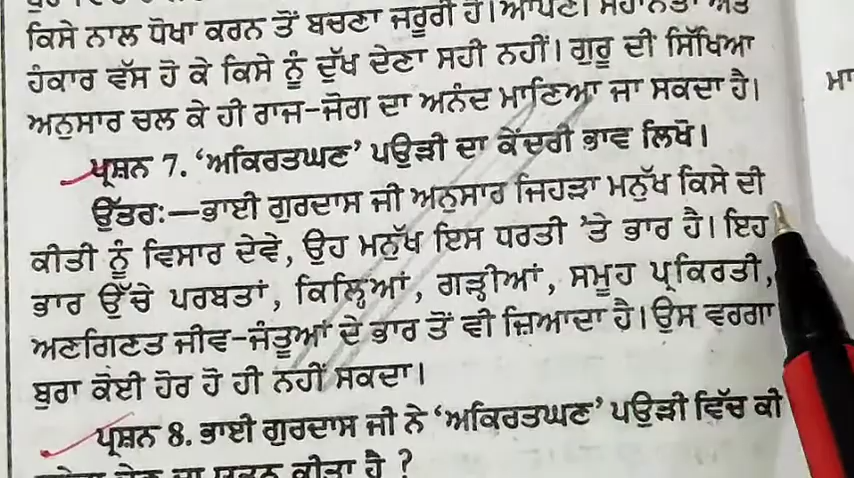 ਕਿਸੇ ਨਾਲ ਧੋਖਾ ਕਰਨ ਤੋਂ ਬਚਣਾ ਜ਼ਰੂਰੀ ਹੈ। ਆਪਣੀ ਮਹਾਨਤਾ ਅਤੇ
ਹੰਕਾਰ ਵੱਸ ਹੋ ਕੇ ਕਿਸੇ ਨੂੰ ਦੁੱਖ ਦੇਣਾ ਸਹੀ ਨਹੀਂ। ਗੁਰੂ ਦੀ ਸਿੱਖਿਆ
ਅਨੁਸਾਰ ਚਲ ਕੇ ਹੀ ਰਾਜ-ਜੋਗ ਦਾ ਅਨੰਦ ਮਾਣਿਆ ਜਾ ਸਕਦਾ ਹੈ।
ਪ੍ਰਸ਼ਨ 7. ‘ਅਕਿਰਤਘਣ’ ਪਉੜੀ ਦਾ ਕੇਂਦਰੀ ਭਾਵ ਲਿਖੋ।
ਉੱਤਰ:—ਭਾਈ ਗੁਰਦਾਸ ਜੀ ਅਨੁਸਾਰ ਜਿਹੜਾ ਮਨੁੱਖ ਕਿਸੇ ਦੀ
ਕੀਤੀ ਨੂੰ ਵਿਸਾਰ ਦੇਵੇ, ਉਹ ਮਨੁੱਖ ਇਸ ਧਰਤੀ ’ਤੇ ਭਾਰ ਹੈ। ਇਹ
ਭਾਰ ਉੱਚੇ ਪਰਬਤਾਂ, ਕਿਲ੍ਹਿਆਂ, ਗੜ੍ਹੀਆਂ, ਸਮੂਹ ਪ੍ਰਕਿਰਤੀ,
ਅਣਗਿਣਤ ਜੀਵ-ਜੰਤੂਆਂ ਦੇ ਭਾਰ ਤੋਂ ਵੀ ਜ਼ਿਆਦਾ ਹੈ। ਉਸ ਵਰਗਾ
ਬੁਰਾ ਕੋਈ ਹੋਰ ਹੋ ਹੀ ਨਹੀਂ ਸਕਦਾ।
ਪ੍ਰਸ਼ਨ 8. ਭਾਈ ਗੁਰਦਾਸ ਜੀ ਨੇ ‘ਅਕਿਰਤਘਣ’ ਪਉੜੀ ਵਿੱਚ ਕੀ
ਦਾ ਯਤਨ ਕੀਤਾ ਹੈ ?